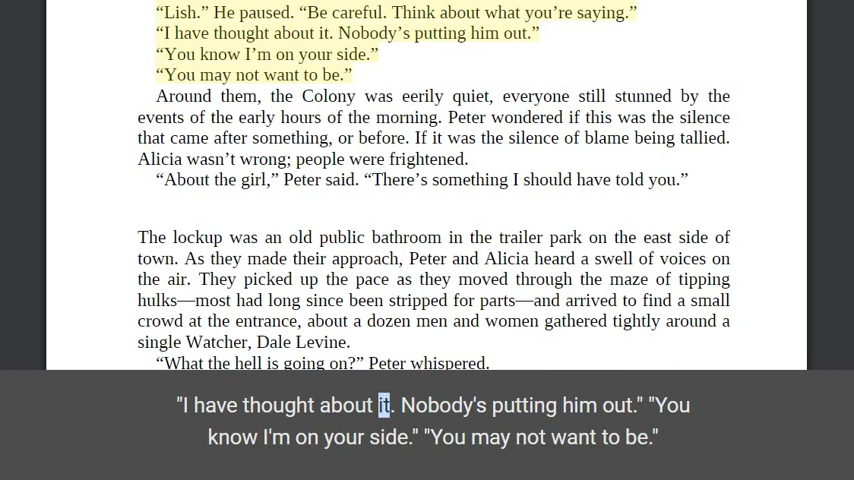 “Lish.” He paused. “Be careful. Think about what you’re saying.”
“I have thought about it. Nobody’s putting him out.”
“You know I’m on your side.”
“You may not want to be.”
Around them, the Colony was eerily quiet, everyone still stunned by the
events of the early hours of the morning. Peter wondered if this was the silence
that came after something, or before. If it was the silence of blame being tallied.
Alicia wasn’t wrong; people were frightened.
“About the girl,” Peter said. “There’s something I should have told you.”
The lockup was an old public bathroom in the trailer park on the east side of
town. As they made their approach, Peter and Alicia heard a swell of voices on
the air. They picked up the pace as they moved through the maze of tipping
hulks—most had long since been stripped for parts—and arrived to find a small
crowd at the entrance, about a dozen men and women gathered tightly around a
single Watcher, Dale Levine.
“What the hell is going on?” Peter whispered.
"I have thought about it. Nobody's putting him out." "You
know I'm on your side." "You may not want to be."